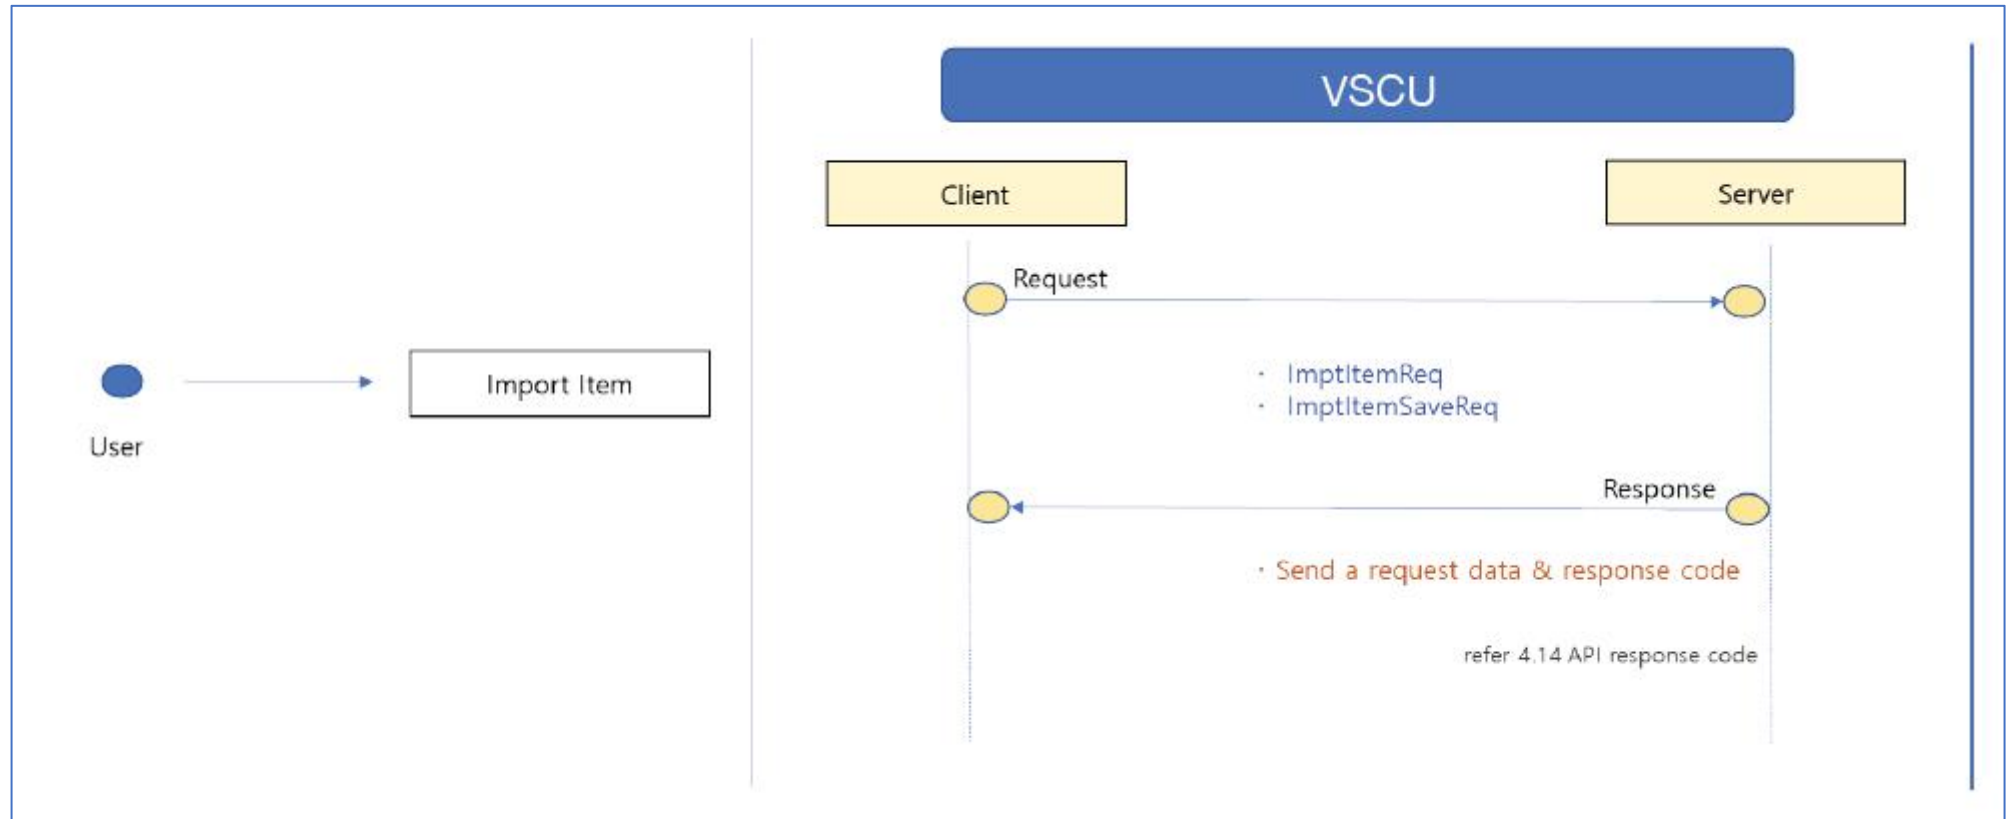 VSCU
Client
Server
Request
Import Item
· ImptItemReq
· ImptItemSaveReq
User
Response
· Send a request data & response code
refer 4.14 API response code